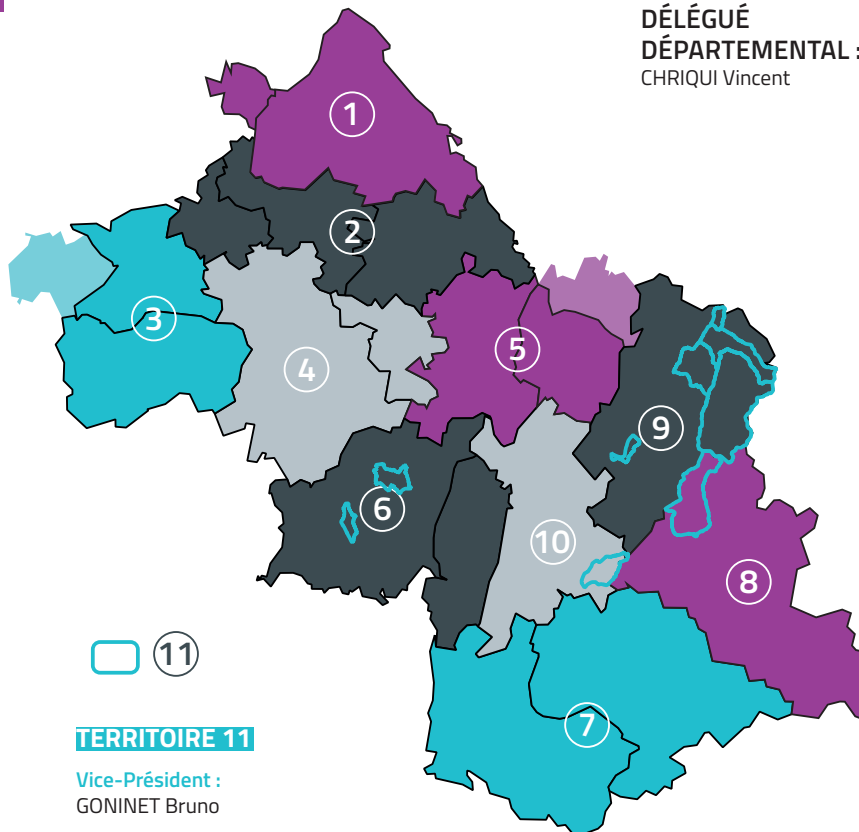 DÉLÉGUÉ
DÉPARTEMENTAL :
CHRIQUI Vincent
1
2
3
4
5
6
9
10
8
7
11
TERRITOIRE 11
Vice-Président :
GONINET Bruno